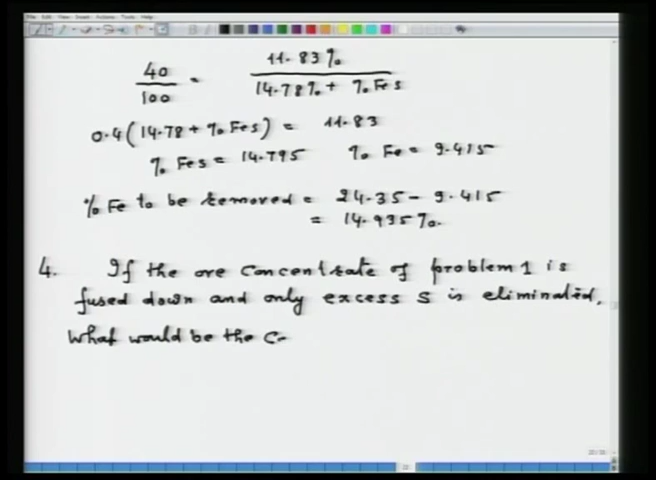 40/100 = 11.83% / 14.78% + % FeS
0.4(14.78 + % FeS) = 11.83
% FeS = 14.795 % Fe = 9.415
% Fe to be removed = 24.35 - 9.415
= 14.935%.
4. If the ore concentrate of problem 1 is
fused down and only excess S is eliminated,
What would be the co